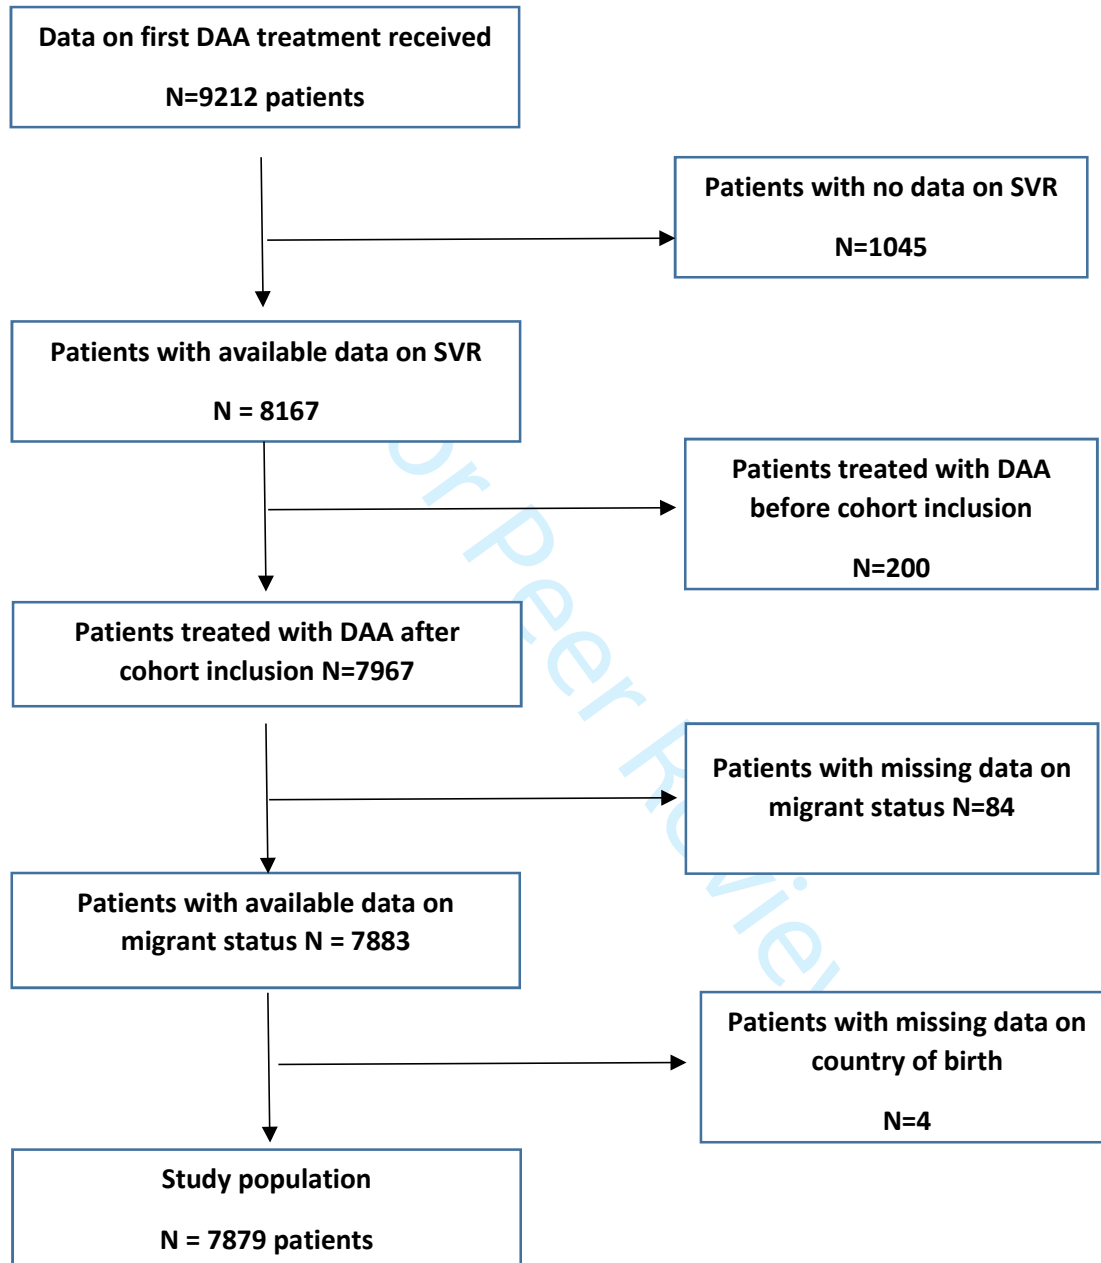 Data on first DAA treatment received
N=9212 patients
Patients with no data on SVR
N=1045
Patients with available data on SVR
N = 8167
Patients treated with DAA
before cohort inclusion
N=200
Patients treated with DAA after
cohort inclusion N=7967
Patients with missing data on
migrant status N=84
Patients with available data on
migrant status N = 7883
Patients with missing data on
country of birth
N=4
Study population
N = 7879 patients
or Peer Review